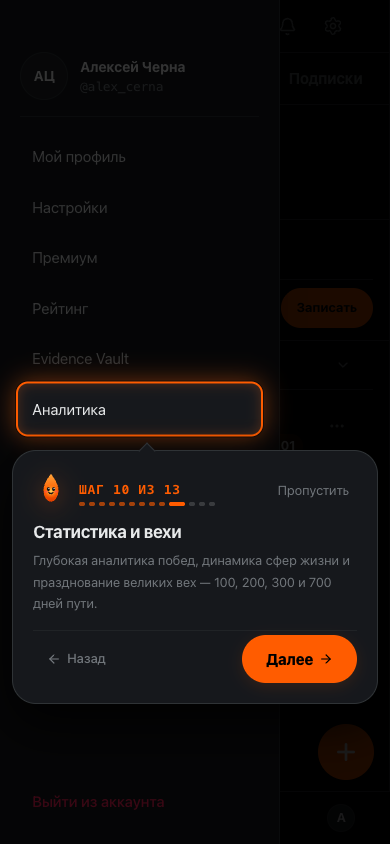 АЦ
Алексей Черна
@alex_cerna
Подписки
Мой профиль
Настройки
Премиум
Рейтинг
Записать
Evidence Vault
Аналитика
01
ШАГ 10 ИЗ 13
Пропустить
Статистика и вехи
Глубокая аналитика побед, динамика сфер жизни и
празднование великих вех — 100, 200, 300 и 700
дней пути.
← Назад
Далее →
Выйти из аккаунта
A